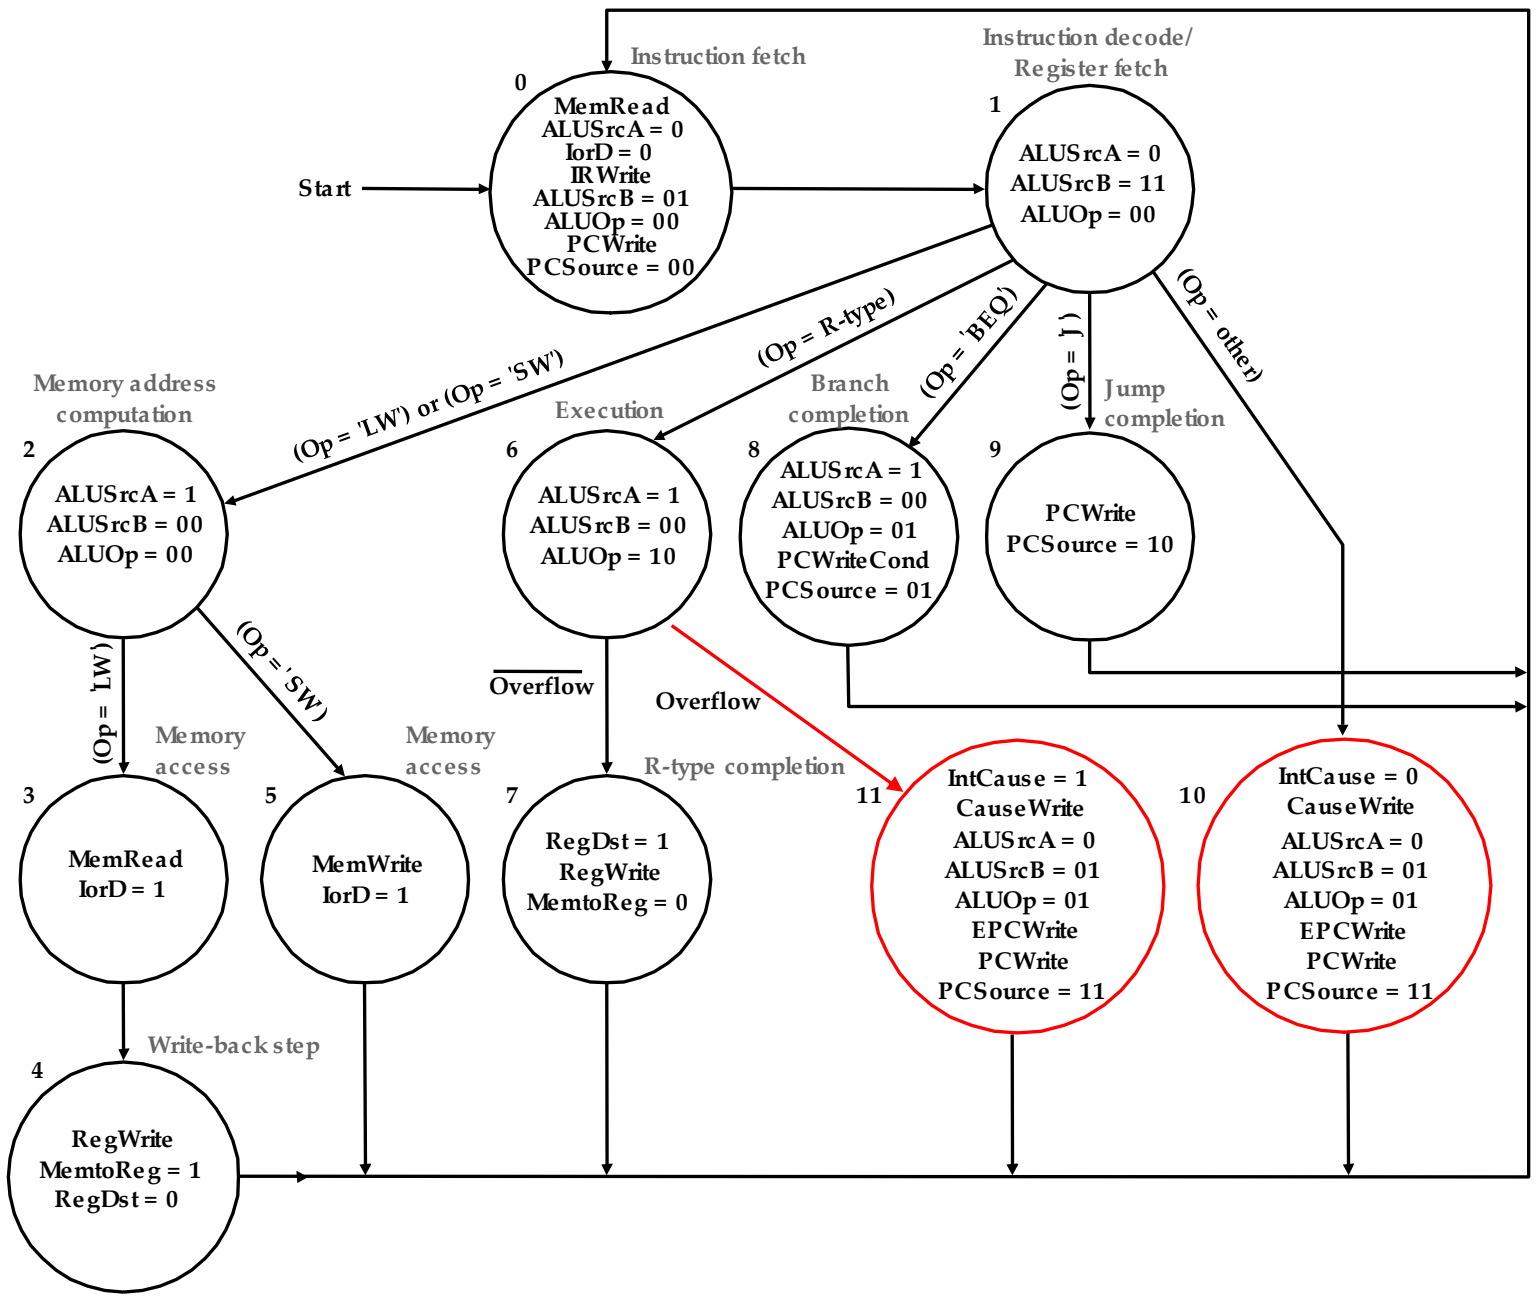 Instruction fetch
Instruction decode/
Register fetch
0
MemRead
ALUSrcA = 0
IorD = 0
IRWrite
ALUSrcB = 01
ALUOp = 00
PCWrite
PCSource = 00
Start
1
ALUSrcA = 0
ALUSrcB = 11
ALUOp = 00
(Op = 'LW') or (Op = 'SW')
(Op = R-type)
(Op = 'BEQ')
(Op = 'J')
(Op = other)
Memory address
computation
2
ALUSrcA = 1
ALUSrcB = 00
ALUOp = 00
Execution
6
ALUSrcA = 1
ALUSrcB = 00
ALUOp = 10
Branch
completion
8
ALUSrcA = 1
ALUSrcB = 00
ALUOp = 01
PCWriteCond
PCSource = 01
Jump
completion
9
PCWrite
PCSource = 10
(Op = 'LW')
(Op = 'SW')
Overflow
Overflow
Memory
access
3
MemRead
IorD = 1
Memory
access
5
MemWrite
IorD = 1
R-type completion
7
RegDst = 1
RegWrite
MemtoReg = 0
11
IntCause = 1
CauseWrite
ALUSrcA = 0
ALUSrcB = 01
ALUOp = 01
EPCWrite
PCWrite
PCSource = 11
10
IntCause = 0
CauseWrite
ALUSrcA = 0
ALUSrcB = 01
ALUOp = 01
EPCWrite
PCWrite
PCSource = 11
Write-back step
4
RegWrite
MemtoReg = 1
RegDst = 0